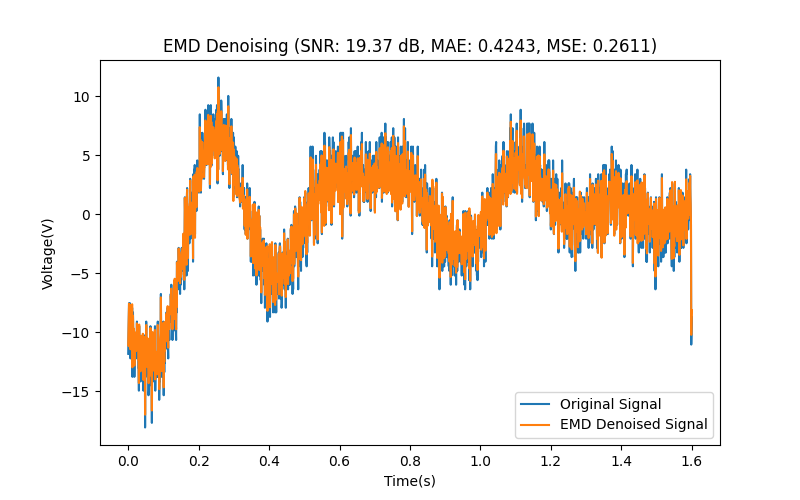 EMD Denoising (SNR: 19.37 dB, MAE: 0.4243, MSE: 0.2611)
10
5
0
−5
−10
−15
Voltage(V)
Original Signal
EMD Denoised Signal
0.0 0.2 0.4 0.6 0.8 1.0 1.2 1.4 1.6
Time(s)